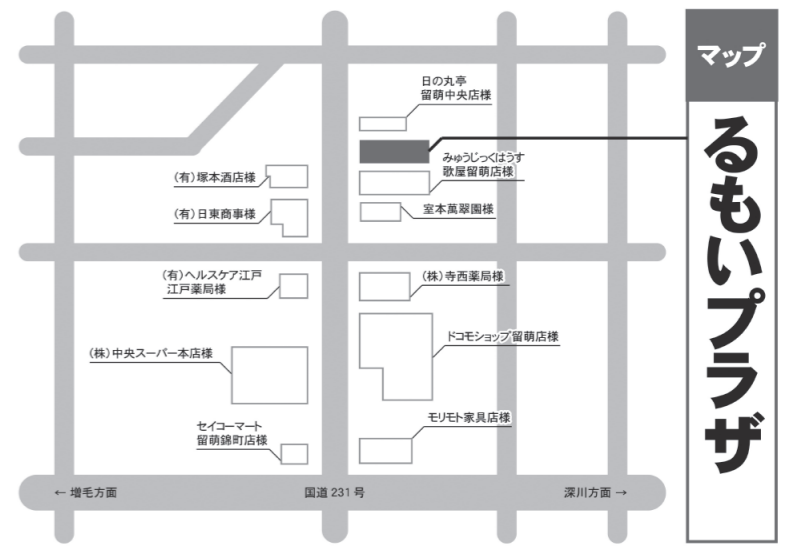 マップ
るもいプラザ
日の丸亭
留萌中央店様
みゅうじっくはうす
歌屋留萌店様
(有)塚本酒店様
(有)日東商事様
室本萬翠園様
(有)ヘルスケア江戸
江戸薬局様
(株)寺西薬局様
ドコモショップ留萌店様
(株)中央スーパー本店様
モリモト家具店様
セイコーマート
留萌錦町店様
← 増毛方面
国道231号
深川方面 →